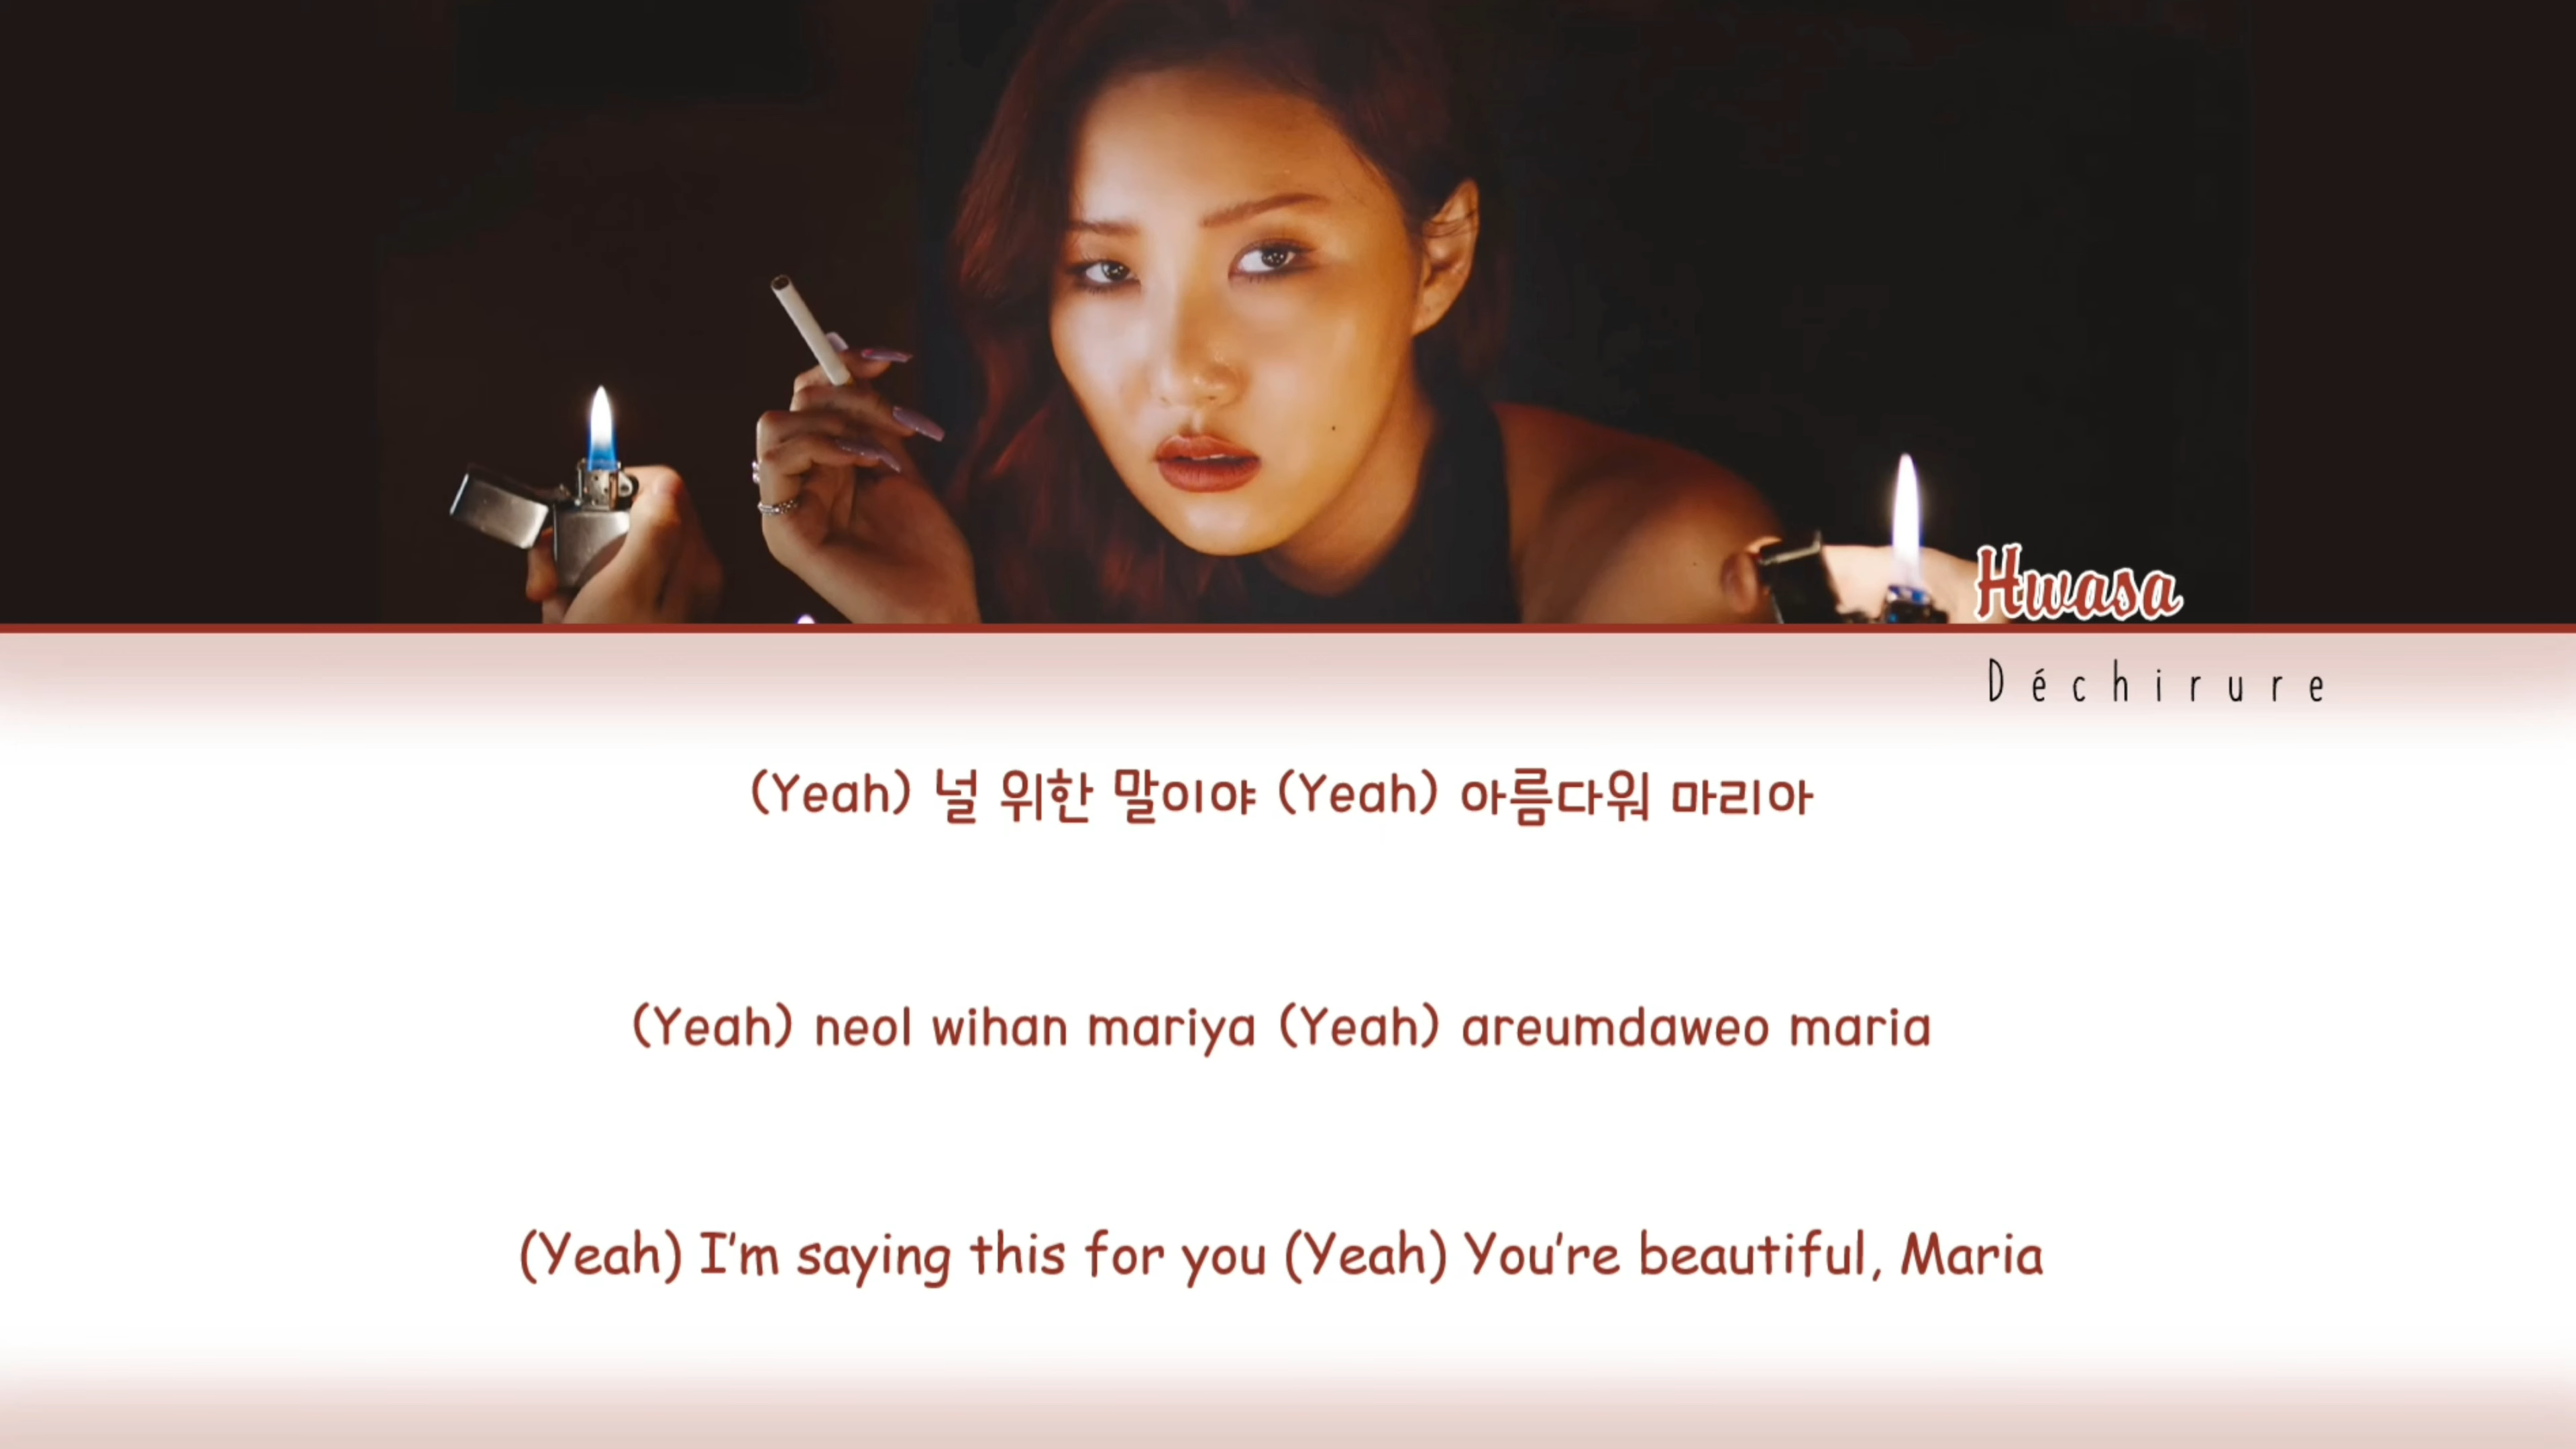 Hwasa
Déchirure
(Yeah) 널 위한 말이야 (Yeah) 아름다워 마리아
(Yeah) neol wihan mariya (Yeah) areumdaweo maria
(Yeah) I'm saying this for you (Yeah) You're beautiful, Maria